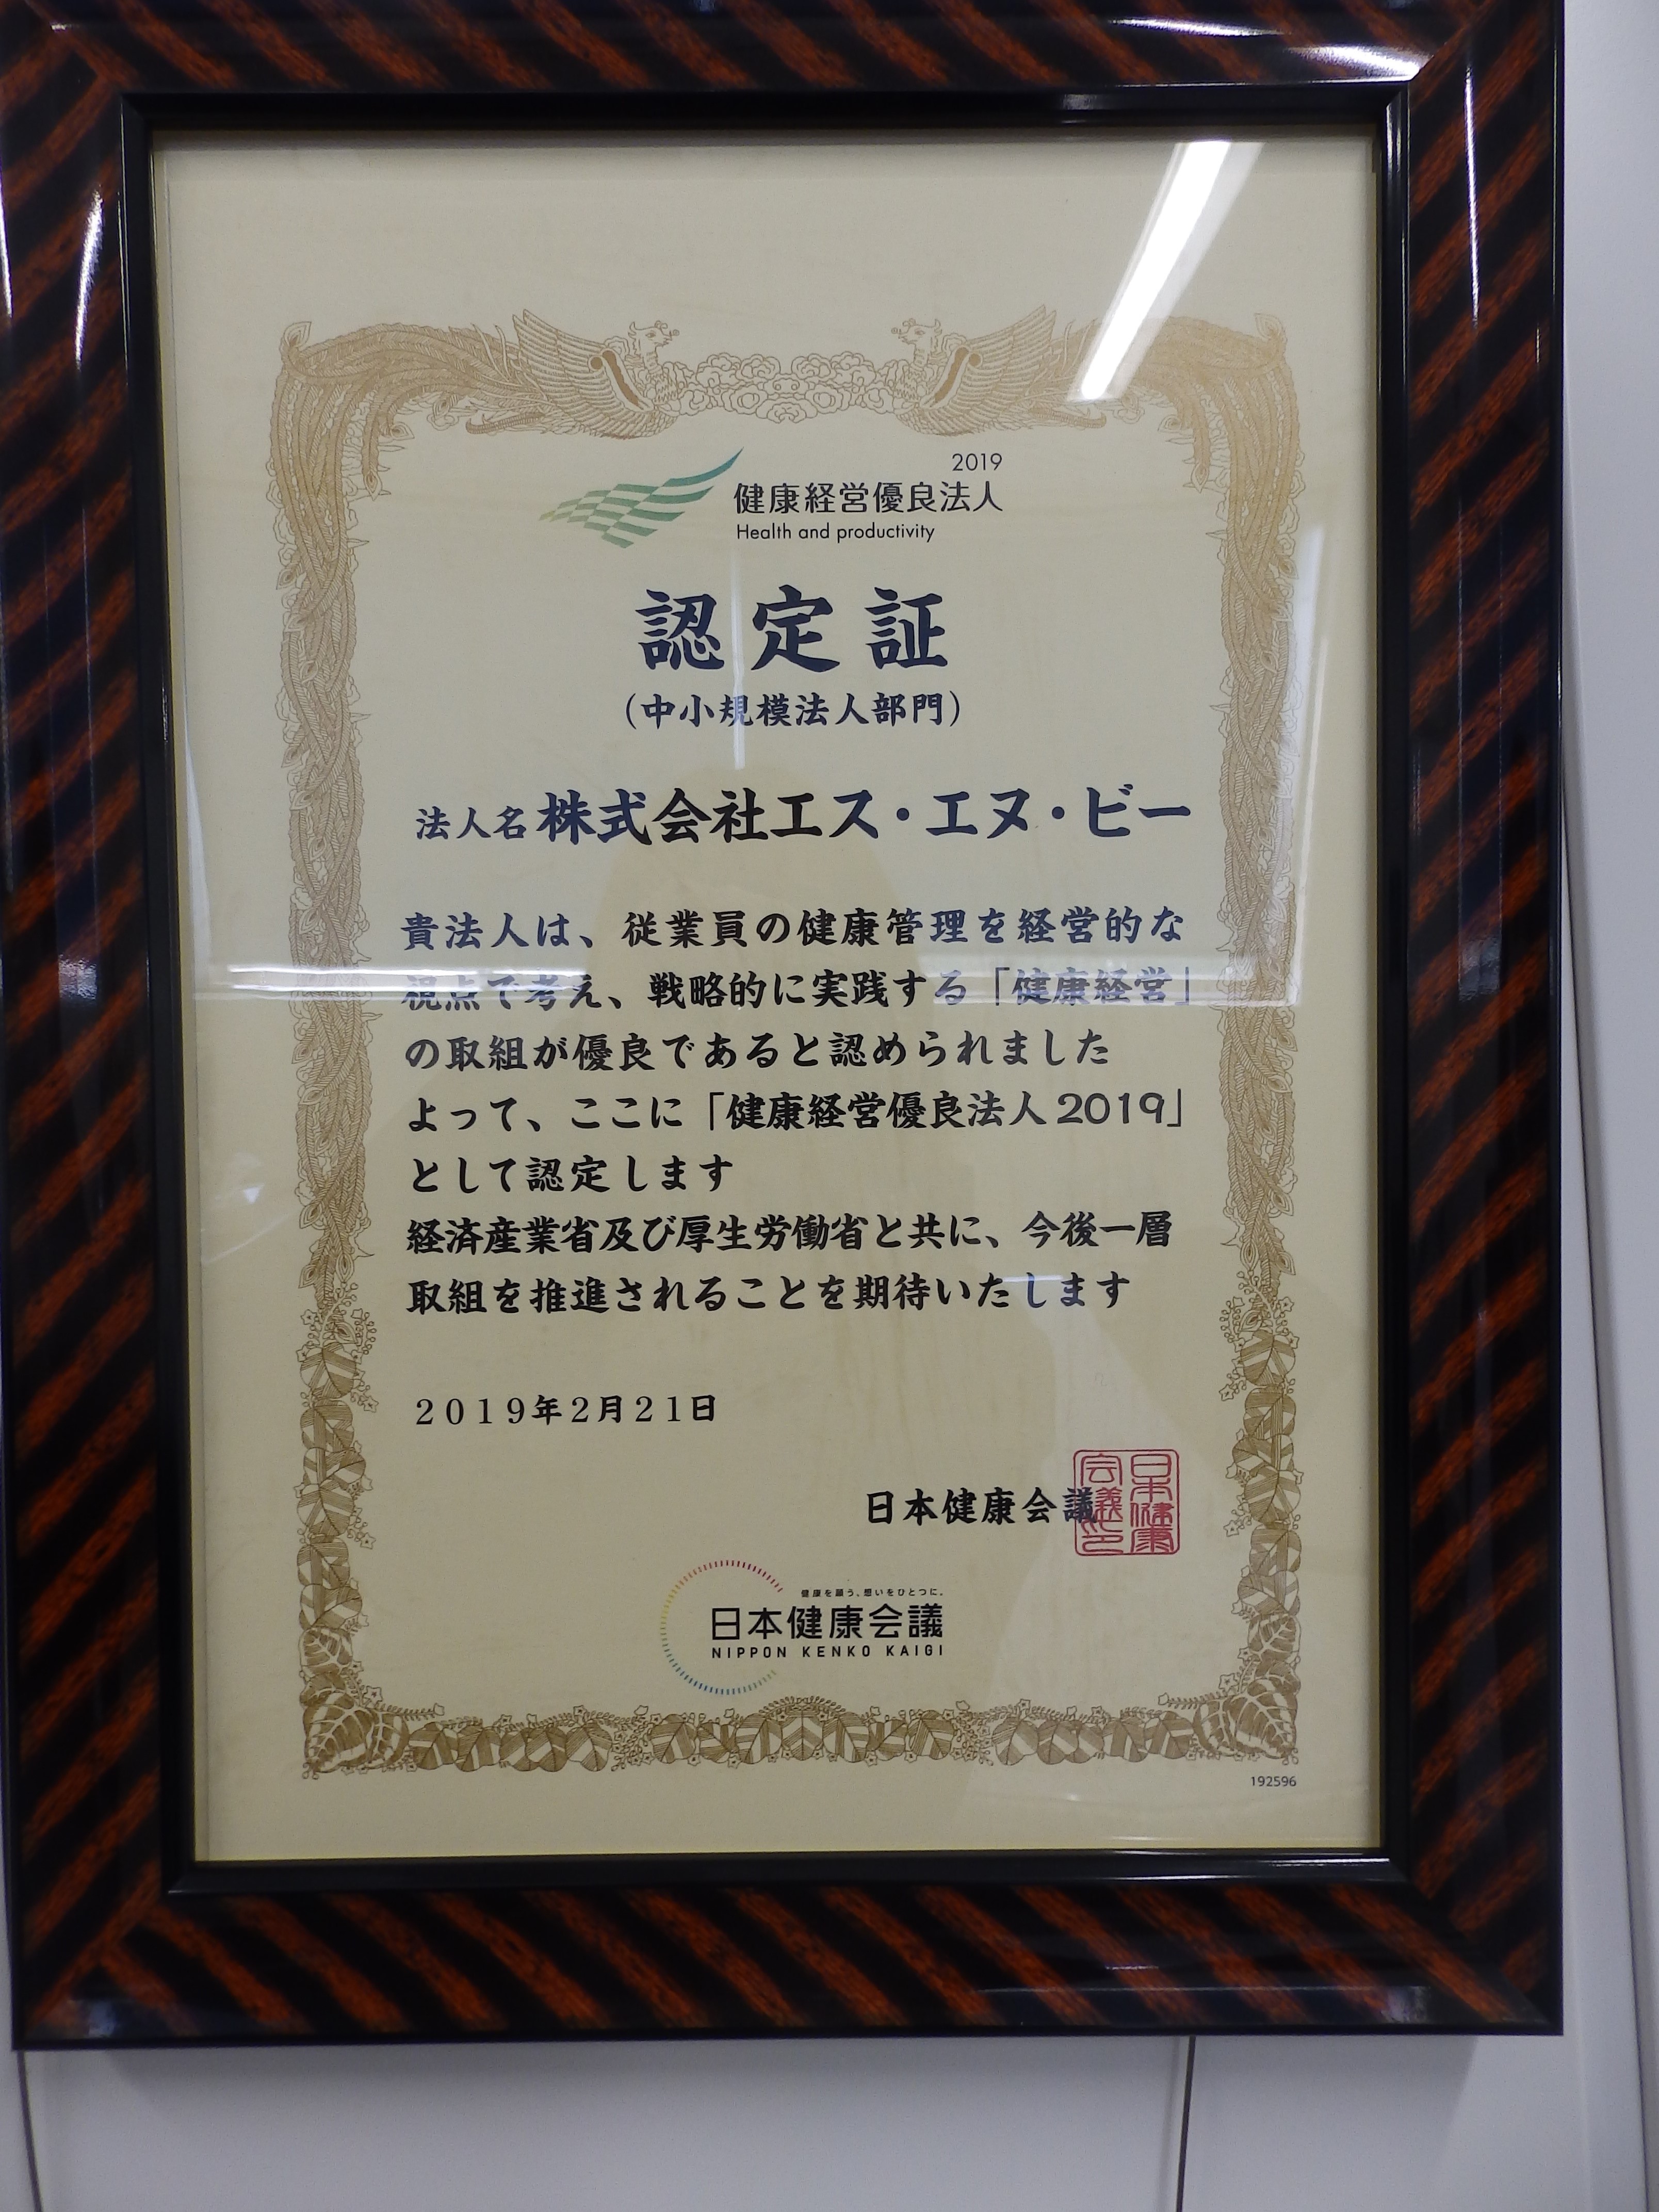 2019
健康経営優良法人
Health and productivity
認定証
（中小規模法人部門）
法人名 株式会社エス・エヌ・ビー
貴法人は、従業員の健康管理を経営的な
視点で考え、戦略的に実践する「健康経営」
の取組が優良であると認められました
よって、ここに「健康経営優良法人2019」
として認定します
経済産業省及び厚生労働省と共に、今後一層
取組を推進されることを期待いたします
2019年2月21日
日本健康会議
日本健康会議印
健康を願う、想いをひとつに。
日本健康会議
NIPPON KENKO KAIGI
192596